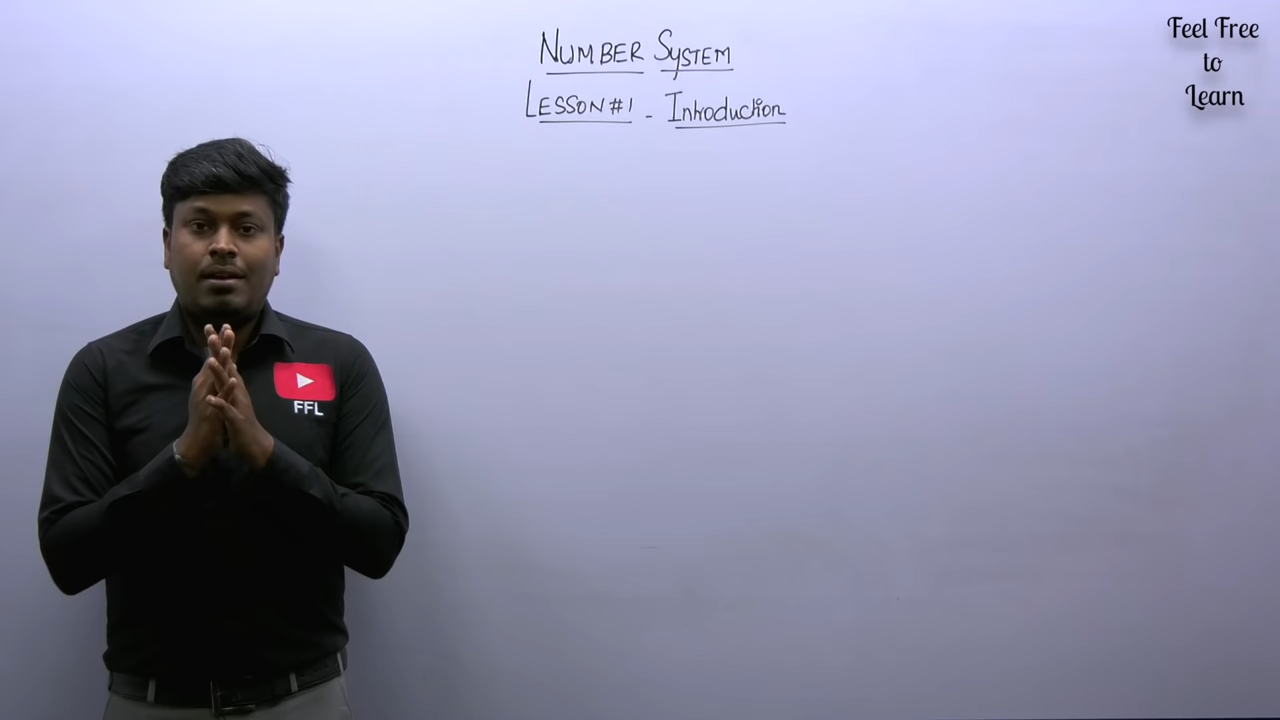 NUMBER SYSTEM
LESSON #1 - Introduction
Feel Free
to
Learn
FFL